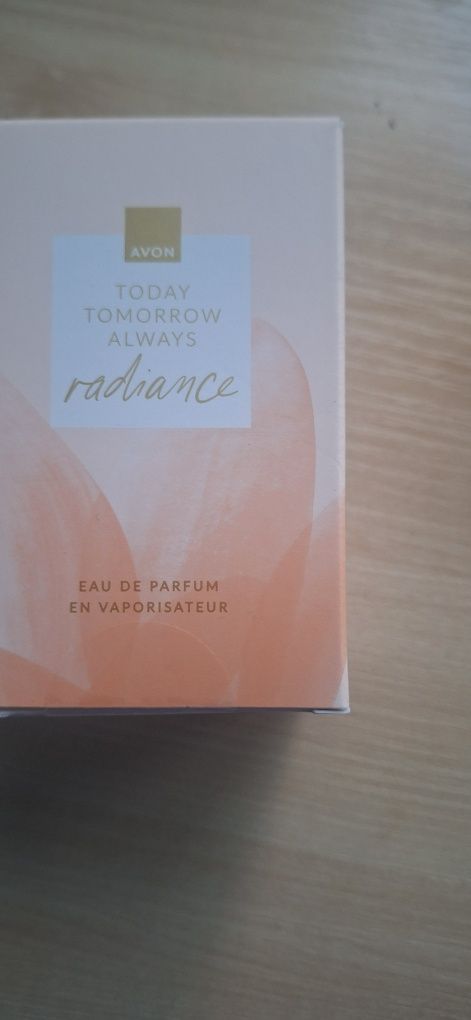 AVON
TODAY
TOMORROW
ALWAYS
radiance
EAU DE PARFUM
EN VAPORISATEUR